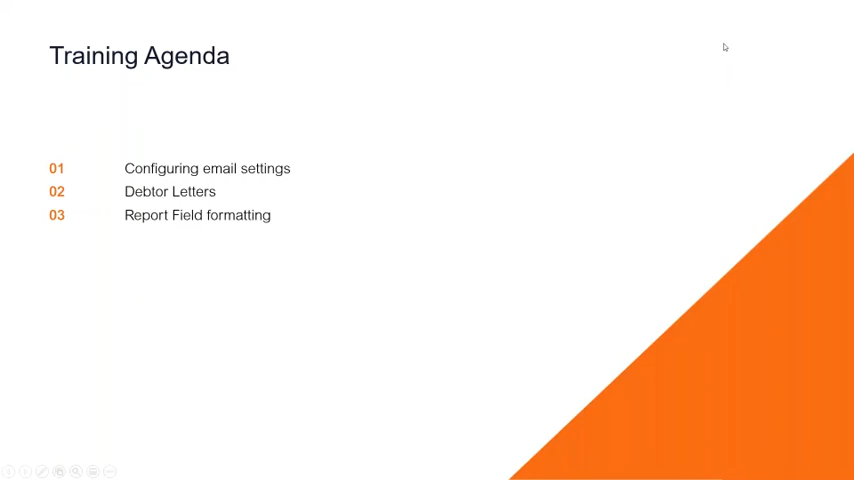 Training Agenda
01 Configuring email settings
02 Debtor Letters
03 Report Field formatting